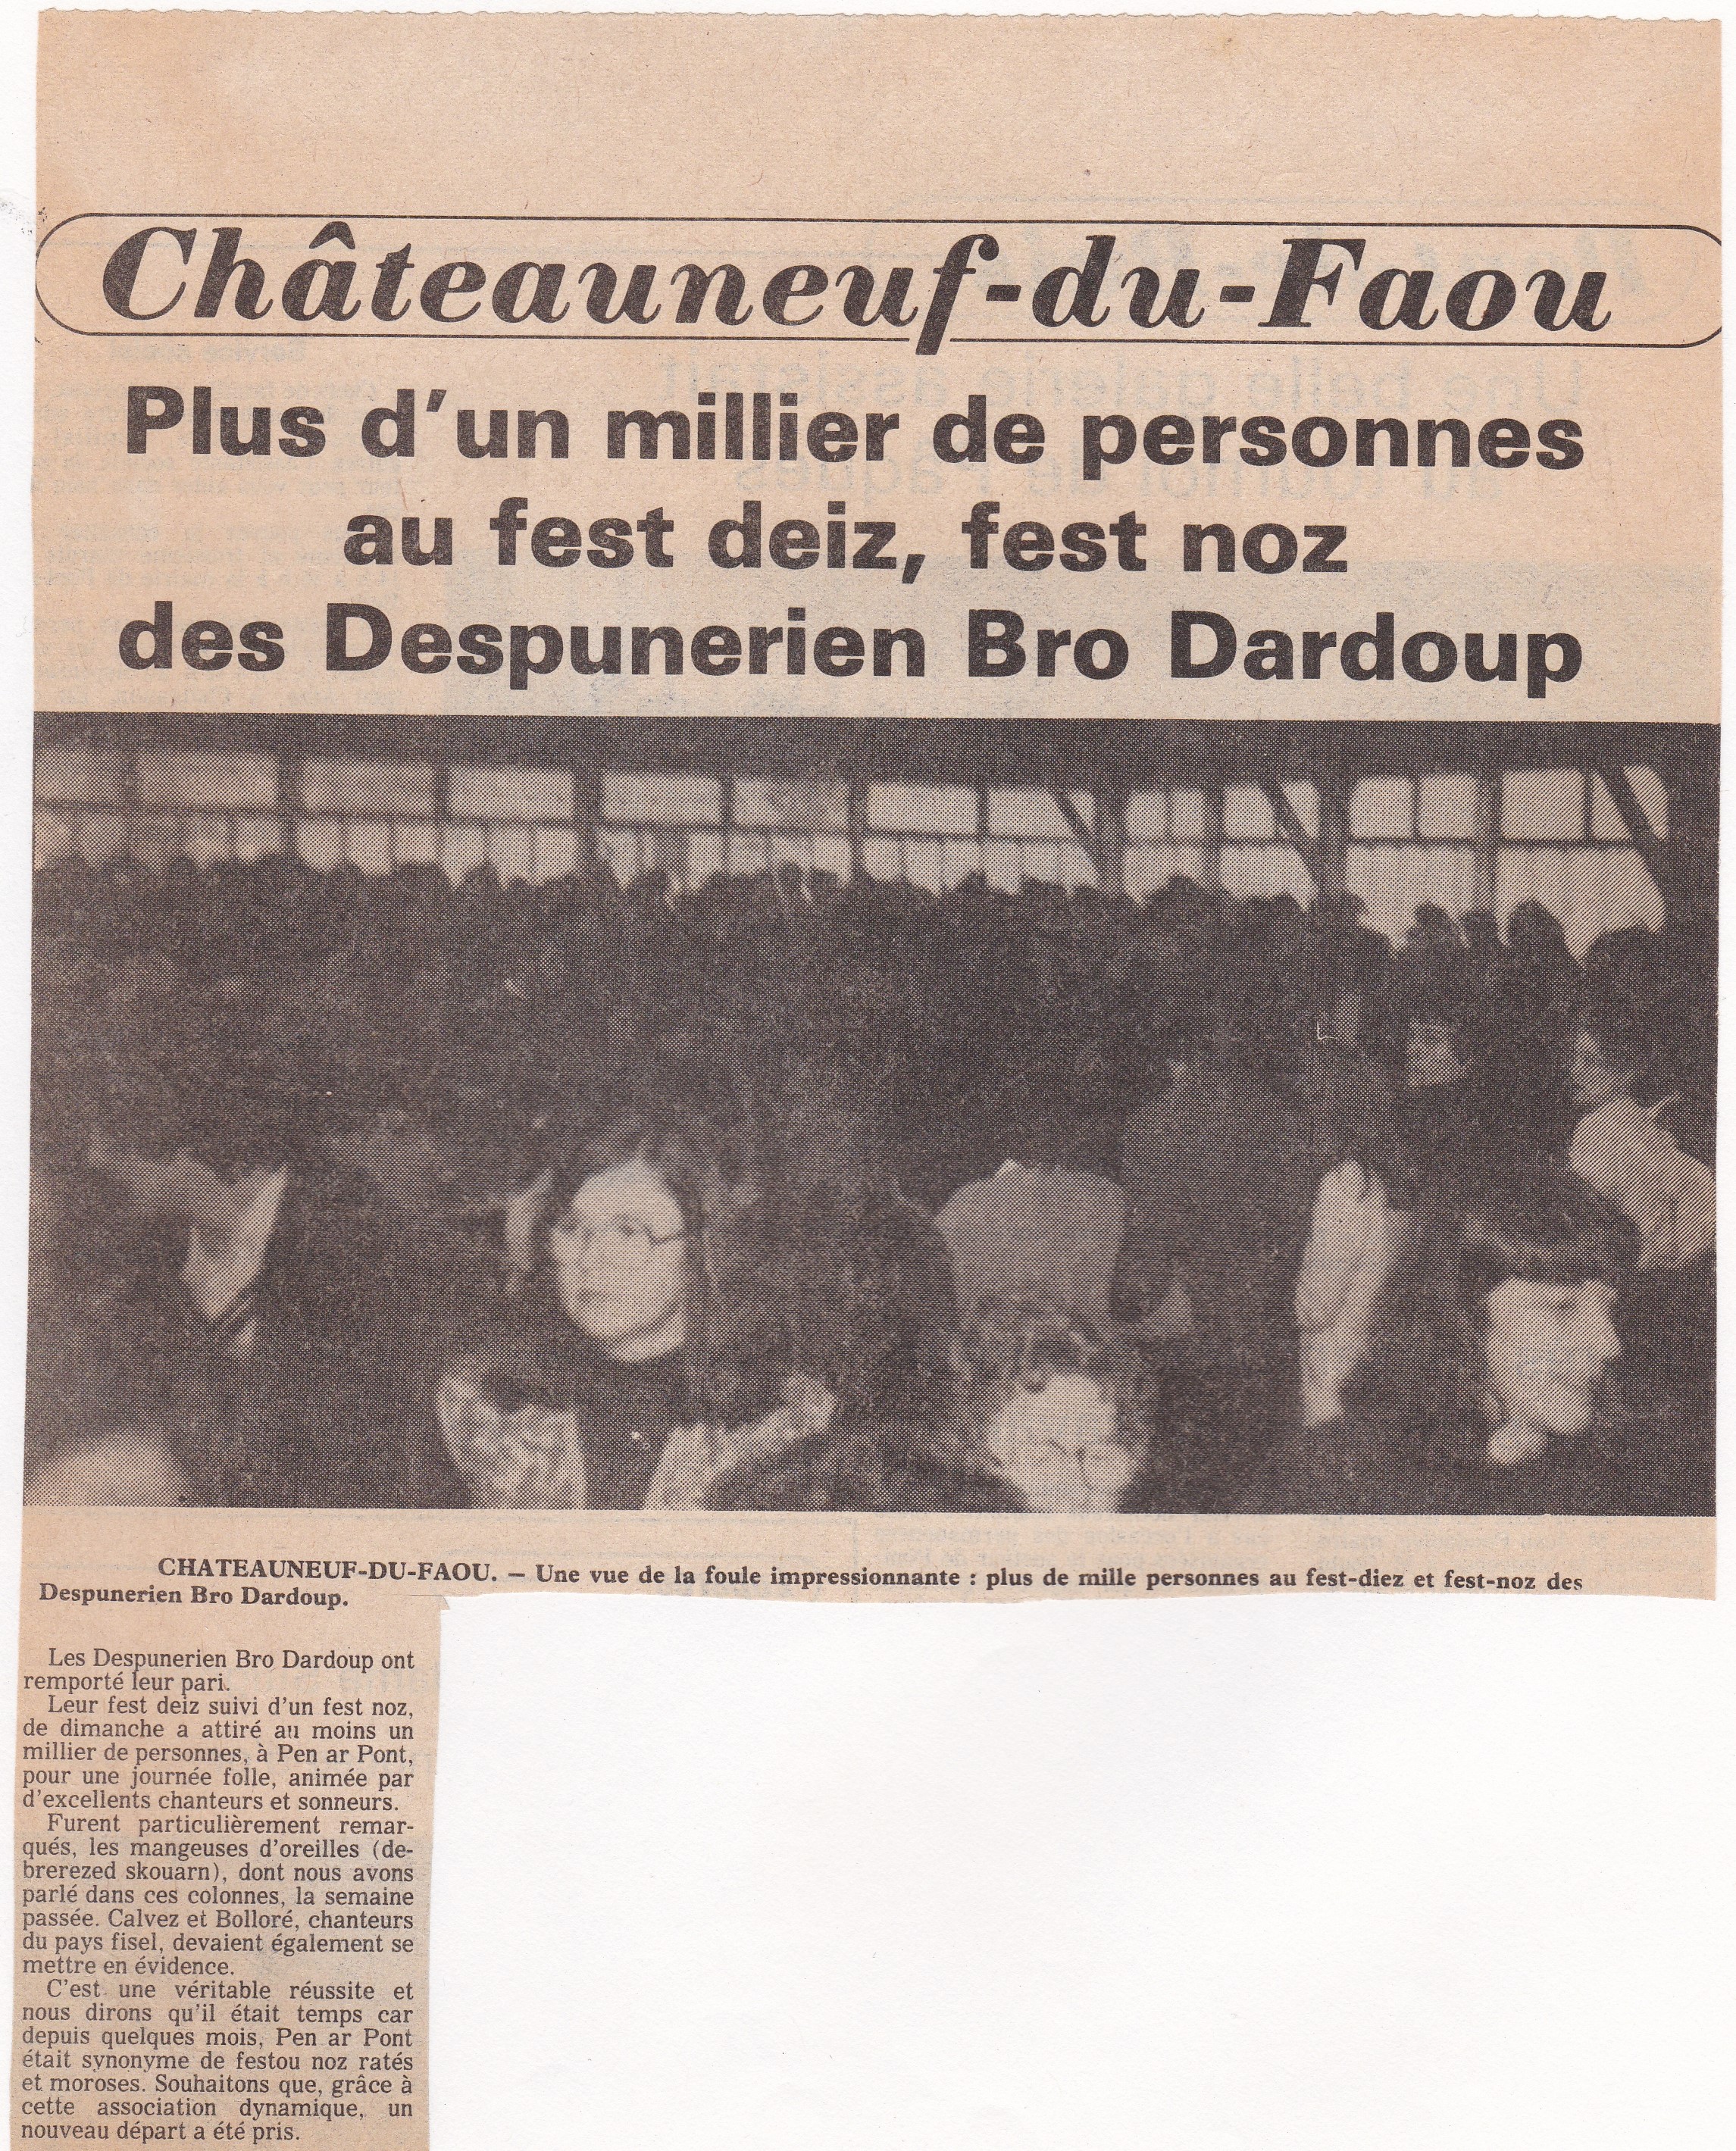 Châteauneuf-du-Faou
Plus d'un millier de personnes
au fest deiz, fest noz
des Despunerien Bro Dardoup
CHATEAUNEUF-DU-FAOU. — Une vue de la foule impressionnante : plus de mille personnes au fest-diez et fest-noz des
Despunerien Bro Dardoup.
Les Despunerien Bro Dardoup ont
remporté leur pari.
Leur fest deiz suivi d'un fest noz,
de dimanche a attiré au moins un
millier de personnes, à Pen ar Pont,
pour une journée folle, animée par
d'excellents chanteurs et sonneurs.
Furent particulièrement remar-
qués, les mangeuses d'oreilles (de-
brerezed skouarn), dont nous avons
parlé dans ces colonnes, la semaine
passée. Calvez et Bolloré, chanteurs
du pays fisel, devaient également se
mettre en évidence.
C'est une véritable réussite et
nous dirons qu'il était temps car
depuis quelques mois, Pen ar Pont
était synonyme de festou noz ratés
et moroses. Souhaitons que, grâce à
cette association dynamique, un
nouveau départ a été pris.